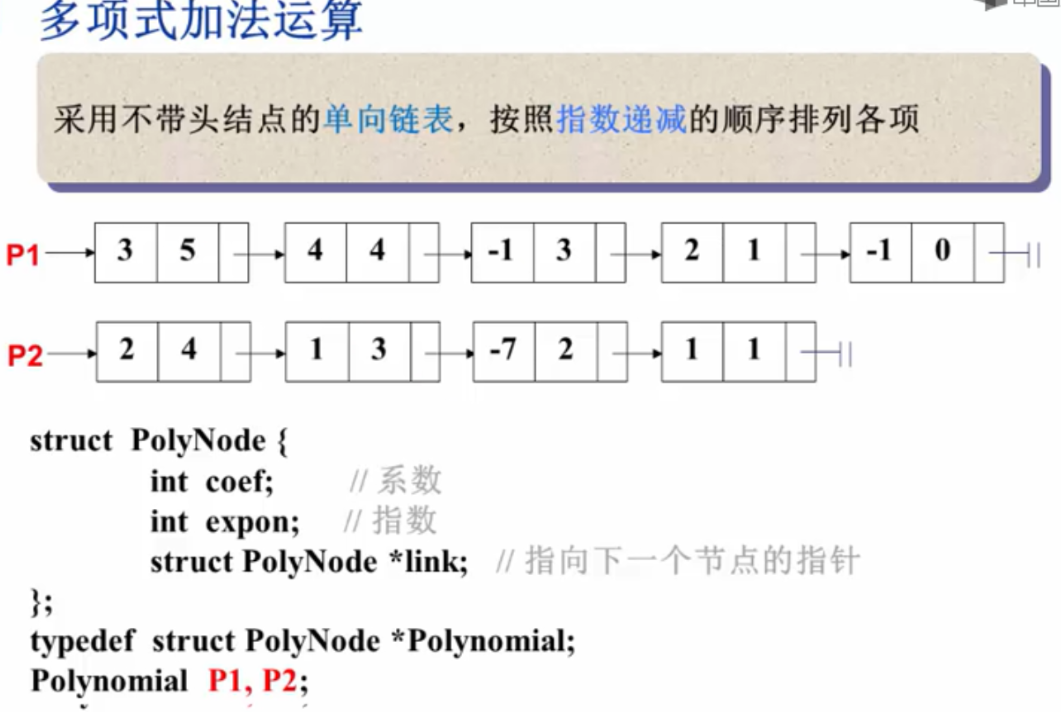 多项式加法运算
采用不带头结点的单向链表，按照指数递减的顺序排列各项
P1 3 5 4 4 -1 3 2 1 -1 0
P2 2 4 1 3 -7 2 1 1
struct PolyNode {
int coef; // 系数
int expon; // 指数
struct PolyNode *link; // 指向下一个节点的指针
};
typedef struct PolyNode *Polynomial;
Polynomial P1, P2;